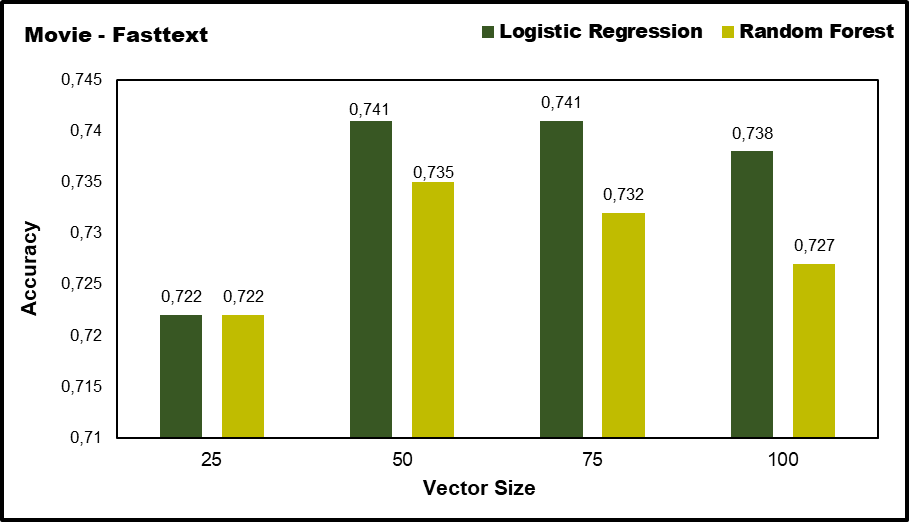 Movie - Fasttext
Logistic Regression Random Forest
0,745
0,74
0,735
0,73
0,725
0,72
0,715
0,71
Accuracy
0,722 0,722
0,741 0,735
0,741 0,732
0,738 0,727
25 50 75 100
Vector Size